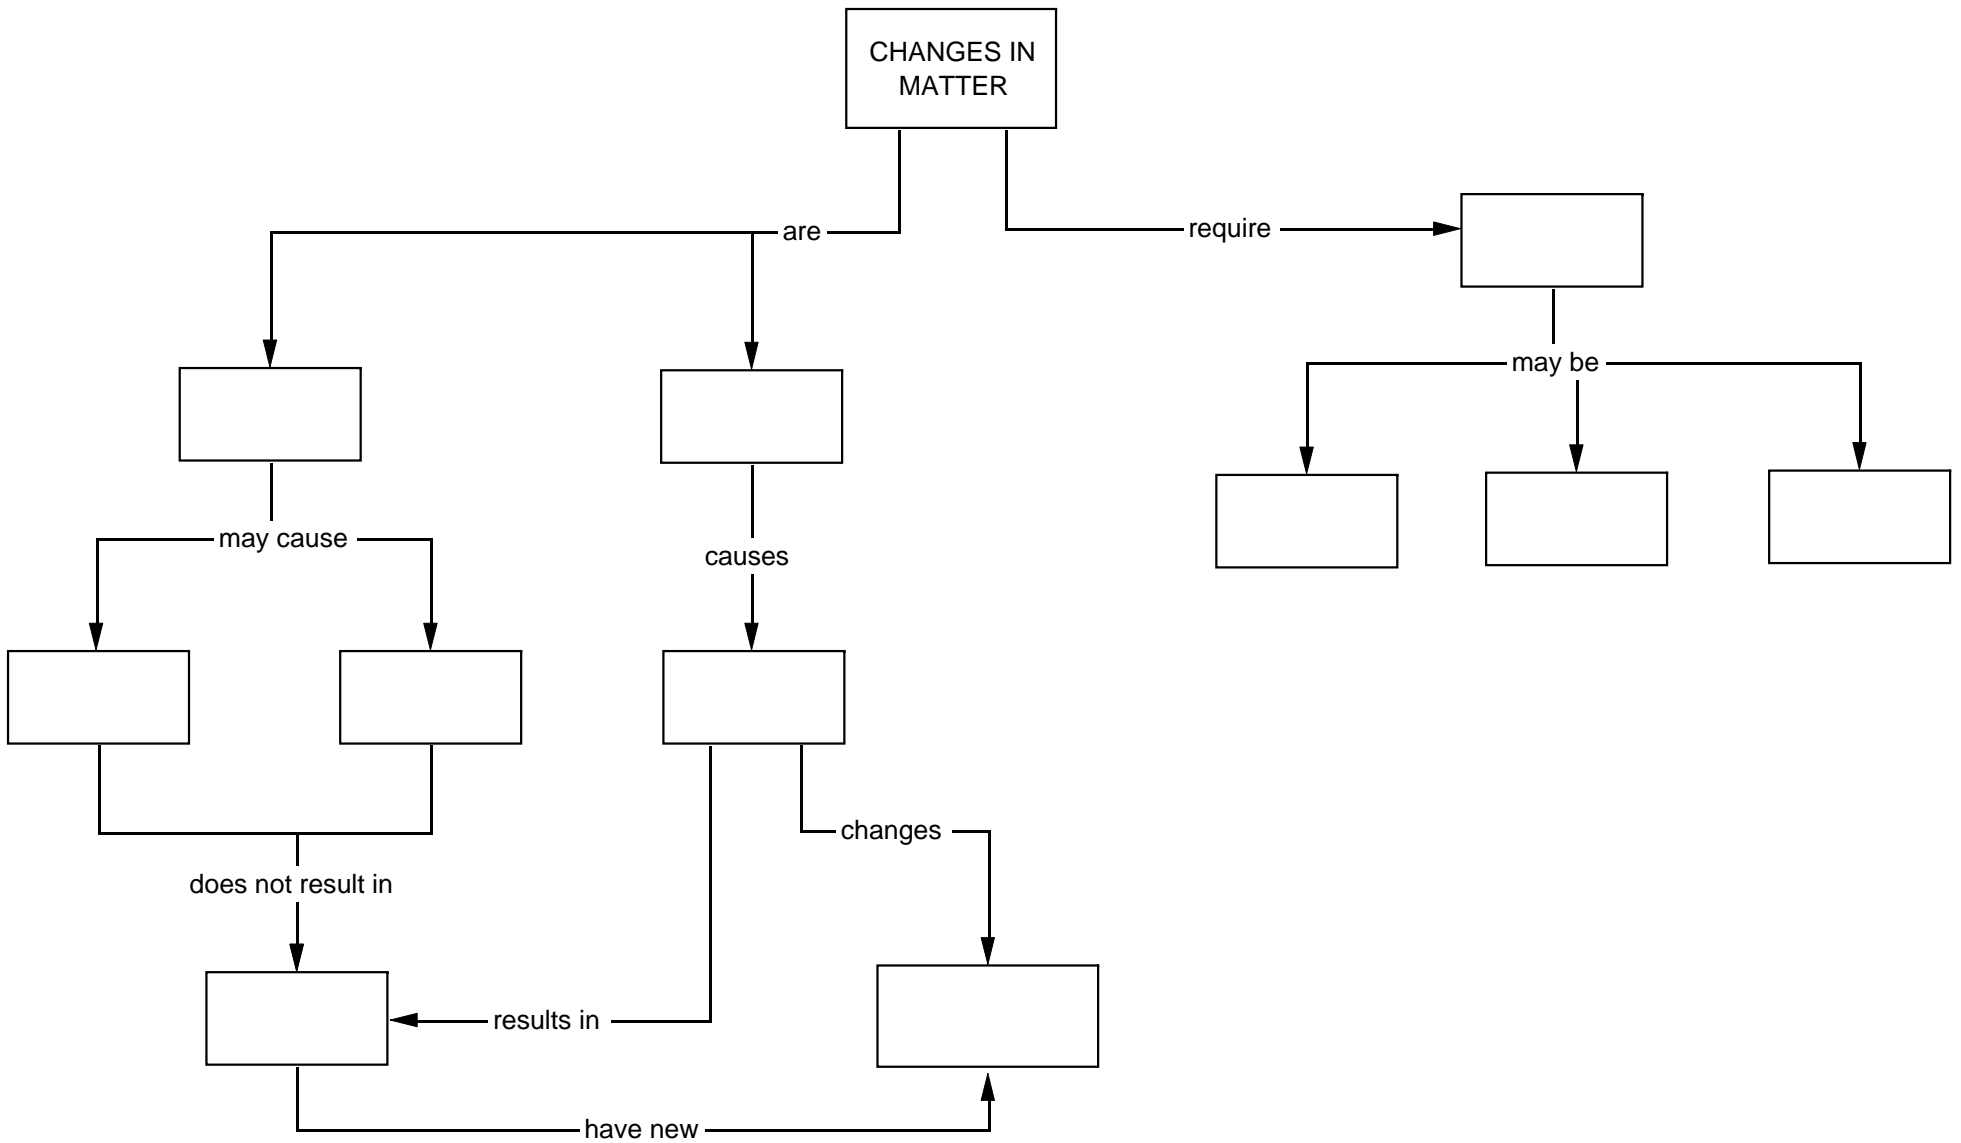 CHANGES IN
MATTER
are
require
may be
may cause
causes
changes
does not result in
results in
have new